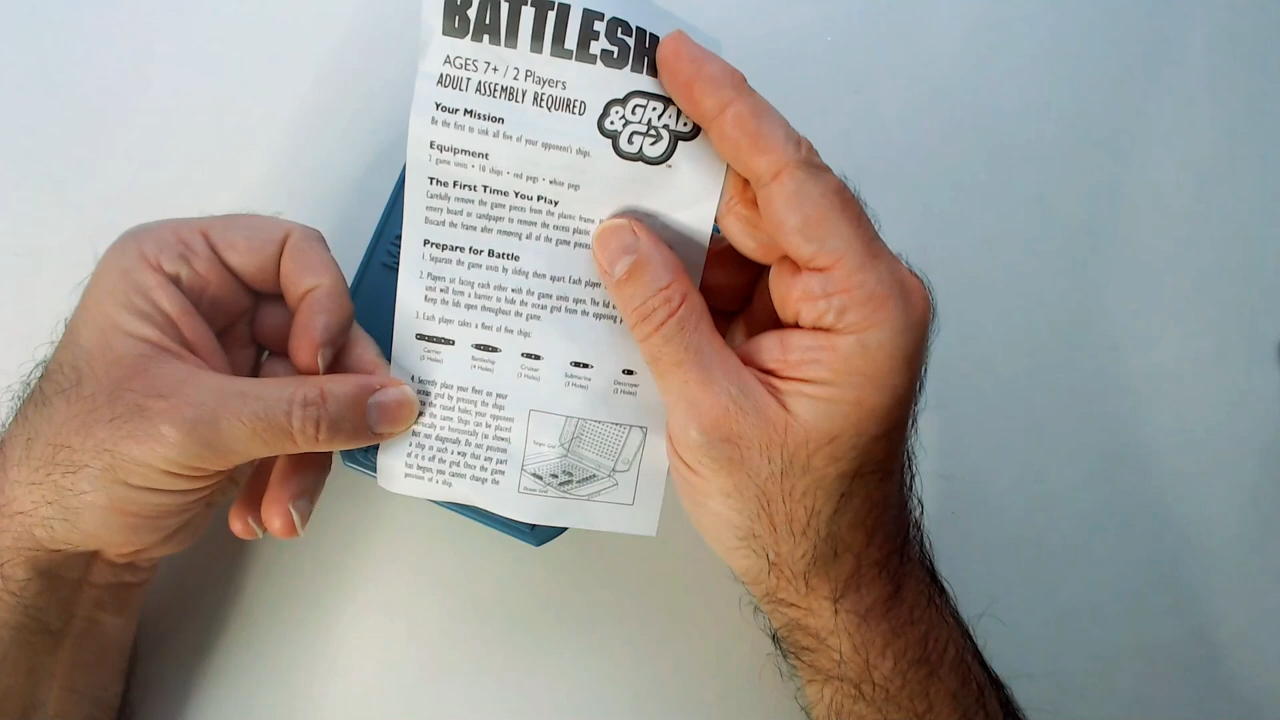 BATTLESH
AGES 7+ / 2 Players
ADULT ASSEMBLY REQUIRED
GRAB
& GO
Your Mission
Be the first to sink all five of your opponent's ships.
Equipment
2 game units • 10 ships • red pegs • white pegs
The First Time You Play
Carefully remove the game pieces from the plastic frame.
emery board or sandpaper to remove the excess plastic
Discard the frame after removing all of the game pieces.
Prepare for Battle
1. Separate the game units by sliding them apart. Each player
2. Players sit facing each other with the game units open. The lid
unit will form a barrier to hide the ocean grid from the opposing
Keep the lids open throughout the game.
3. Each player takes a fleet of five ships:
Carrier
(5 Holes)
Battleship
(4 Holes)
Cruiser
(3 Holes)
Submarine
(3 Holes)
Destroyer
(2 Holes)
4. Secretly place your fleet on your
ocean grid by pressing the ships
the raised holes; your opponent
the same. Ships can be placed
vertically or horizontally (as shown),
but not diagonally. Do not position
a ship in such a way that any part
of it is off the grid. Once the game
has begun, you cannot change the
position of a ship.
Target Grid
Ocean Grid